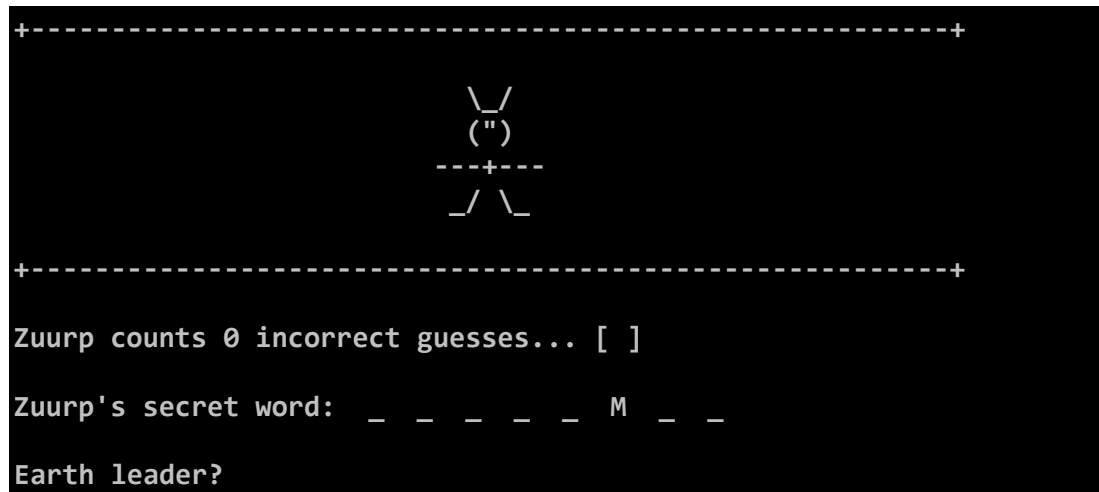 +---------------------------------------------------------+
\_/
(")
---+---
_/ \_
+---------------------------------------------------------+
Zuurp counts 0 incorrect guesses... [ ]
Zuurp's secret word:  _  _  _  _  _  M  _  _
Earth leader?